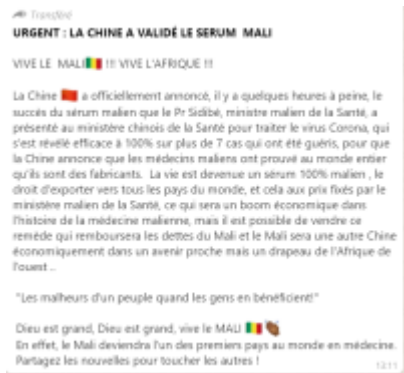 Transféré
URGENT : LA CHINE A VALIDÉ LE SERUM MALI
VIVE LE MALI🇲🇱 !!! VIVE L'AFRIQUE !!!
La Chine 🇨🇳 a officiellement annoncé, il y a quelques heures à peine, le
succès du sérum malien que le Pr Sidibé, ministre malien de la Santé, a
présenté au ministère chinois de la Santé pour traiter le virus Corona, qui
s'est révélé efficace à 100% sur plus de 7 cas qui ont été guéris, pour que
la Chine annonce que les médecins maliens ont prouvé au monde entier
qu'ils sont des fabricants. La vie est devenue un sérum 100% malien , le
droit d'exporter vers tous les pays du monde, et cela aux prix fixés par le
ministère malien de la Santé, ce qui sera un boom économique dans
l'histoire de la médecine malienne, mais il est possible de vendre ce
remède qui remboursera les dettes du Mali et le Mali sera une autre Chine
économiquement dans un avenir proche mais un drapeau de l'Afrique de
l'ouest ..
"Les malheurs d'un peuple quand les gens en bénéficient!"
Dieu est grand, Dieu est grand, vive le MALI 🇲🇱
En effet, le Mali deviendra l'un des premiers pays au monde en médecine.
Partagez les nouvelles pour toucher les autres !